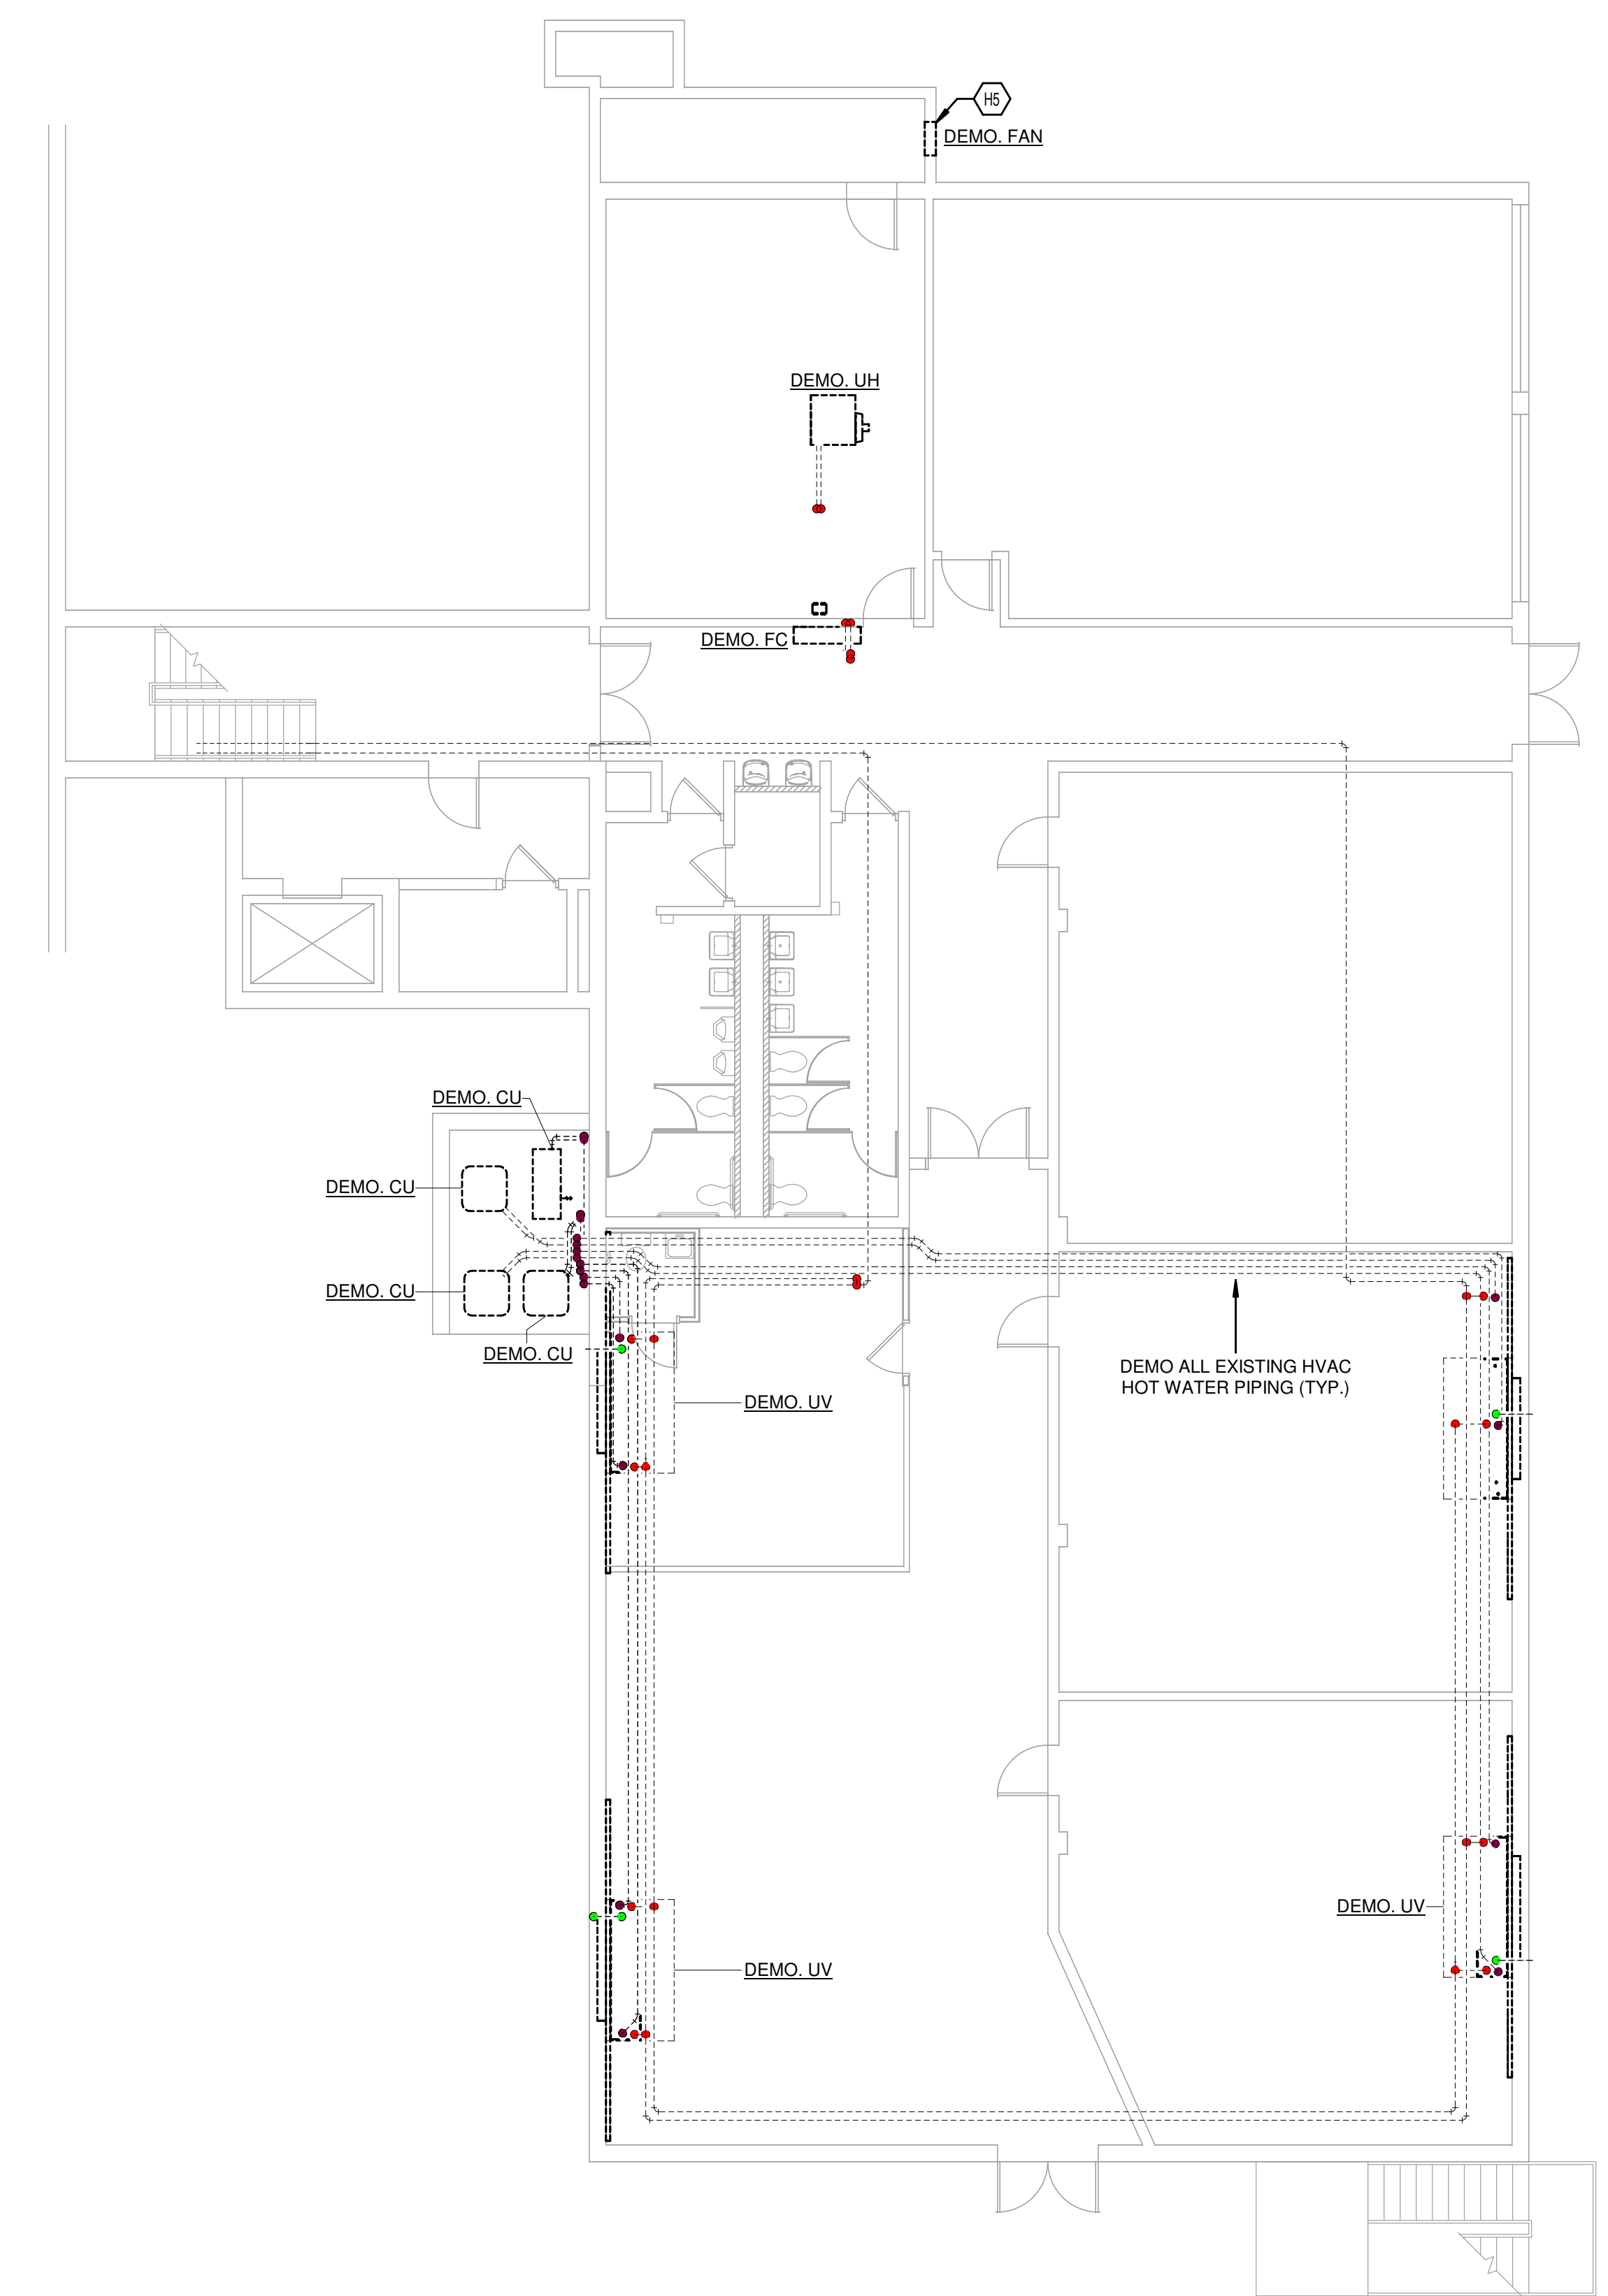 H5
DEMO. FAN
DEMO. UH
DEMO. FC
DEMO. CU
DEMO. CU
DEMO. CU
DEMO. CU
DEMO ALL EXISTING HVAC
HOT WATER PIPING (TYP.)
DEMO. UV
DEMO. UV
DEMO. UV